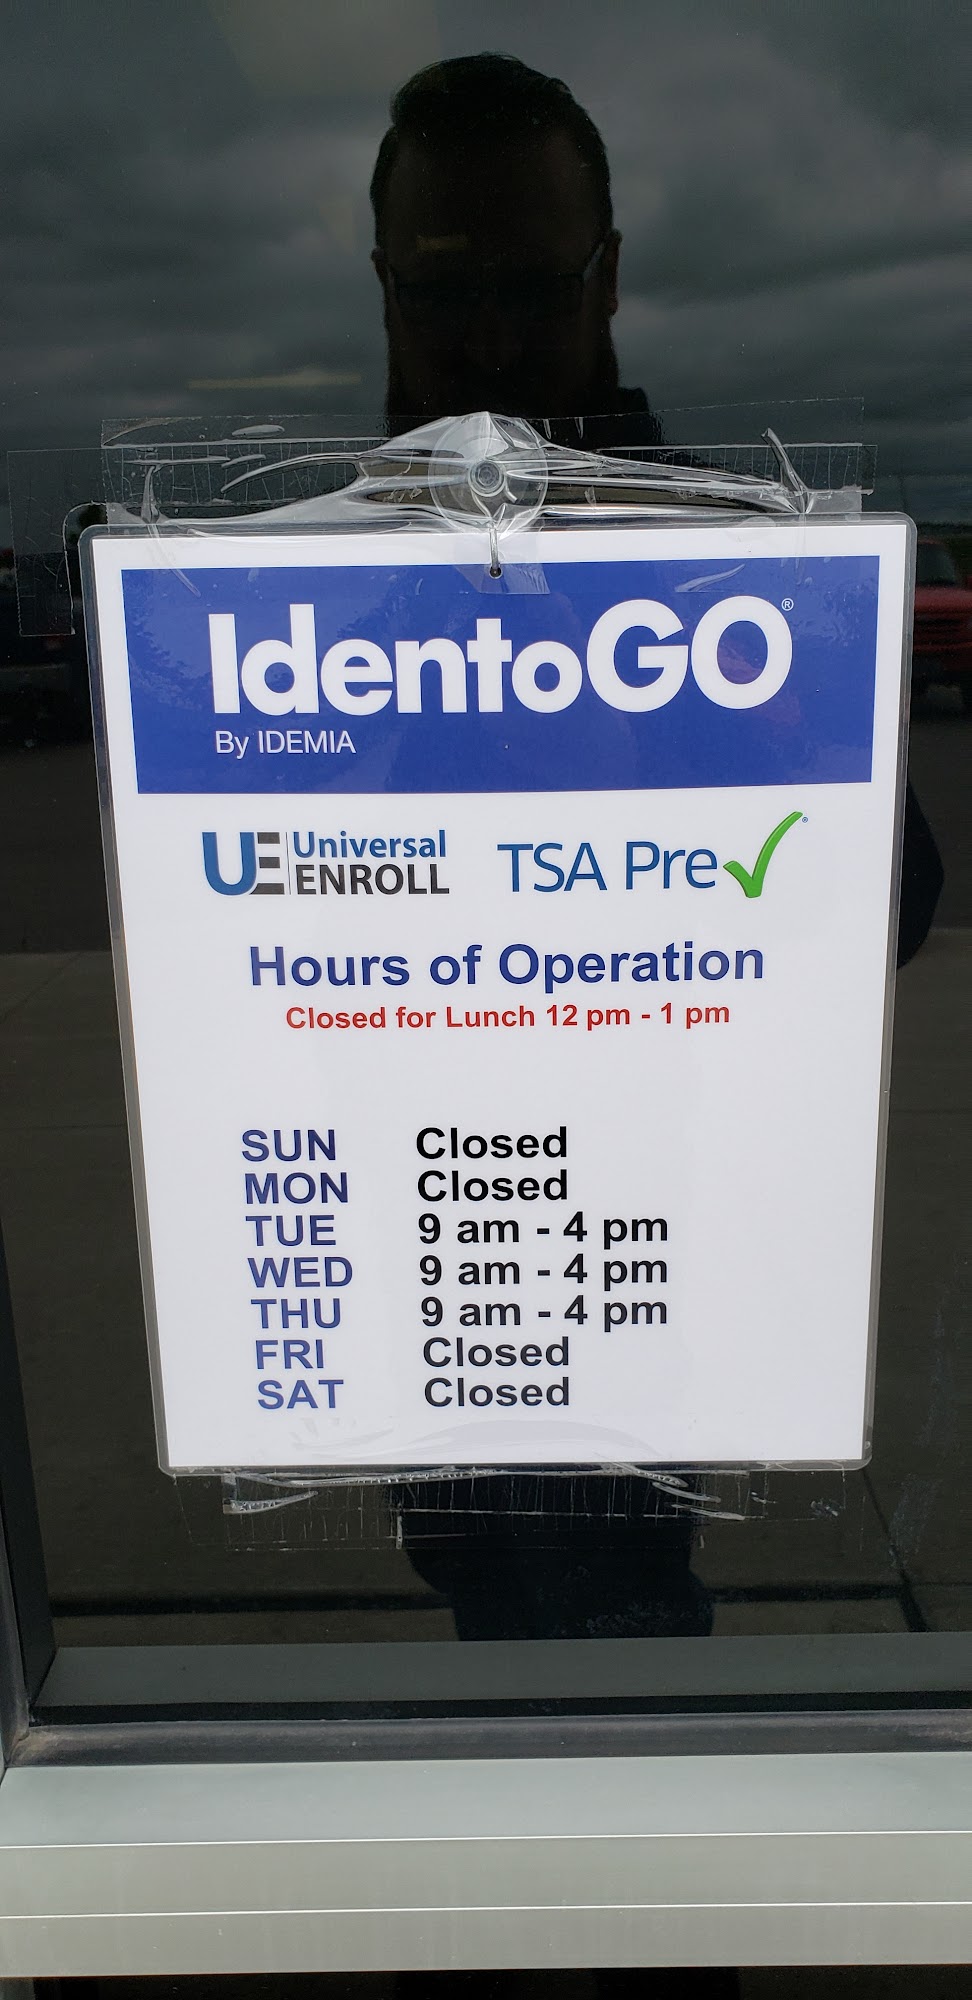 IdentoGO®
By IDEMIA
UE Universal ENROLL
TSA Pre✓®
Hours of Operation
Closed for Lunch 12 pm - 1 pm
SUN Closed
MON Closed
TUE 9 am - 4 pm
WED 9 am - 4 pm
THU 9 am - 4 pm
FRI Closed
SAT Closed